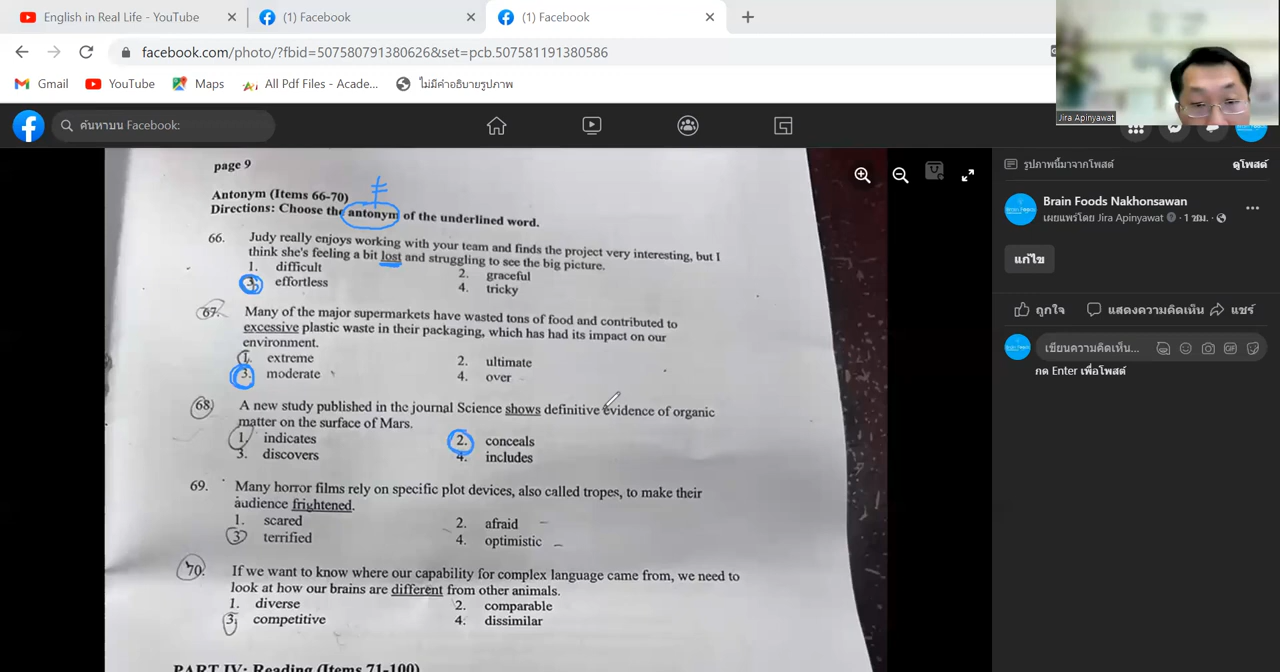 English in Real Life - YouTube
(1) Facebook
(1) Facebook
facebook.com/photo/?fbid=507580791380626&set=pcb.507581191380586
Gmail
YouTube
Maps
All Pdf Files - Acade...
ไม่มีคำอธิบายรูปภาพ
Jira Apinyawat
ค้นหาบน Facebook:
page 9
Antonym (Items 66-70)
Directions: Choose the antonym of the underlined word.
66. Judy really enjoys working with your team and finds the project very interesting, but I
think she's feeling a bit lost and struggling to see the big picture.
1. difficult 2. graceful
3. effortless 4. tricky
67. Many of the major supermarkets have wasted tons of food and contributed to
excessive plastic waste in their packaging, which has had its impact on our
environment.
1. extreme 2. ultimate
3. moderate 4. over
68. A new study published in the journal Science shows definitive evidence of organic
matter on the surface of Mars.
1. indicates 2. conceals
3. discovers 4. includes
69. Many horror films rely on specific plot devices, also called tropes, to make their
audience frightened.
1. scared 2. afraid
3. terrified 4. optimistic
70. If we want to know where our capability for complex language came from, we need to
look at how our brains are different from other animals.
1. diverse 2. comparable
3. competitive 4. dissimilar
PART IV: Reading (Items 71-100)
รูปภาพนี้มาจากโพสต์
ดูโพสต์
Brain Foods Nakhonsawan
เผยแพร่โดย Jira Apinyawat · 1 ชม. ·
แก้ไข
ถูกใจ
แสดงความคิดเห็น
แชร์
เขียนความคิดเห็น...
กด Enter เพื่อโพสต์